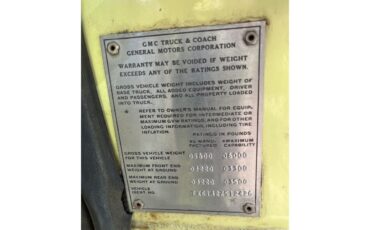 GMC TRUCK & COACH
GENERAL MOTORS CORPORATION
WARRANTY MAY BE VOIDED IF WEIGHT
EXCEEDS ANY OF THE RATINGS SHOWN.
GROSS VEHICLE WEIGHT INCLUDES WEIGHT OF
BASE TRUCK, ALL ADDED EQUIPMENT, DRIVER
AND PASSENGERS, AND ALL PROPERTY LOADED
INTO TRUCK.
* REFER TO OWNER'S MANUAL FOR EQUIP-
MENT REQUIRED FOR INTERMEDIATE OR
MAXIMUM GVW RATINGS, AND FOR OTHER
LOADING INFORMATION, INCLUDING TIRE
INFLATION.
RATINGS IN POUNDS
AS MANU- *MAXIMUM
FACTURED CAPABILITY
GROSS VEHICLE WEIGHT
FOR THIS VEHICLE
MAXIMUM FRONT END
WEIGHT AT GROUND
MAXIMUM REAR END
WEIGHT AT GROUND
VEHICLE
IDENT. NO.